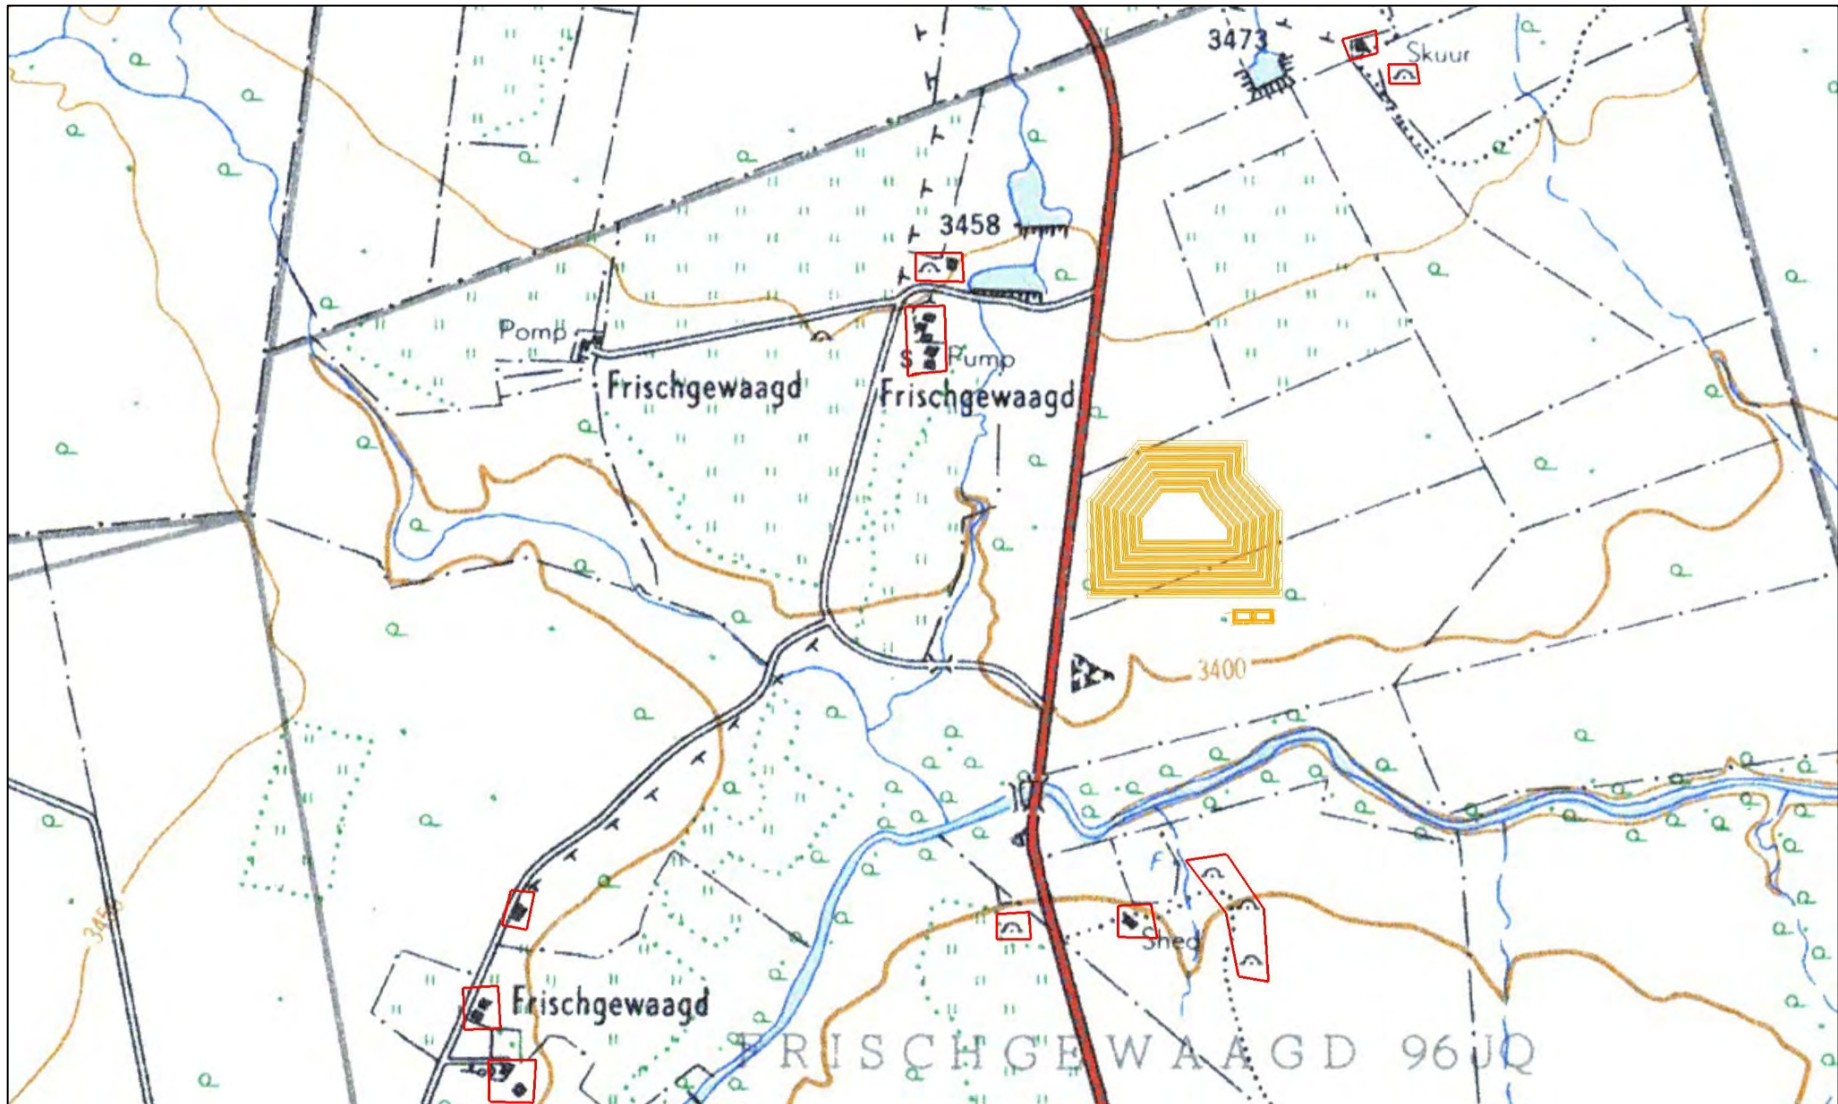 3473
Skuur
3458
Pomp
S Pump
Frischgewaagd
Frischgewaagd
3400
F
3450
Shed
Frischgewaagd
FRISCHGEWAAGD 96 JQ